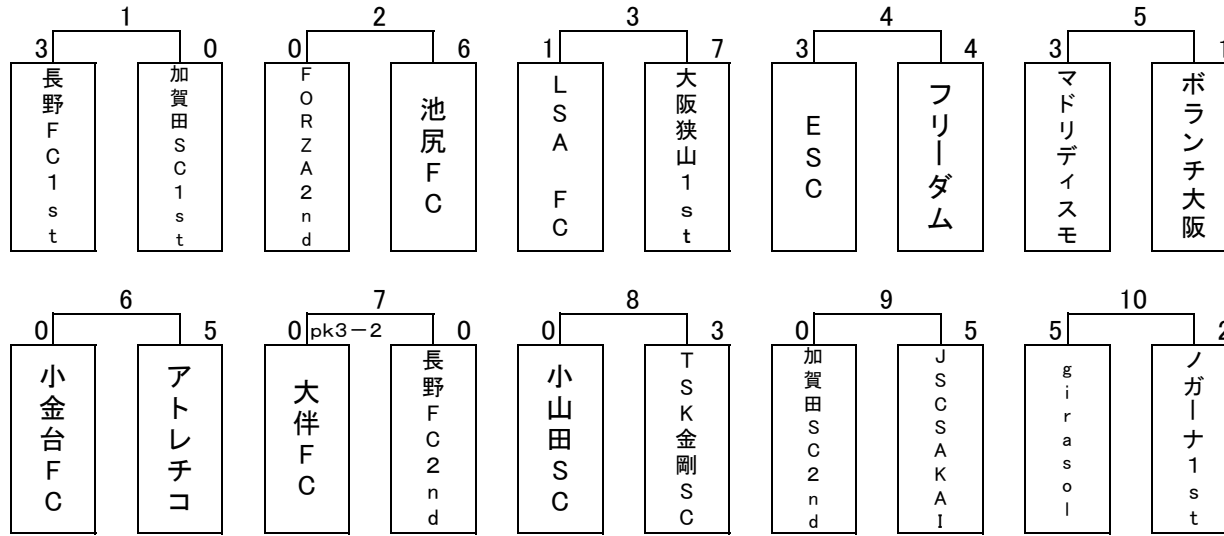 1 2 3 4 5
3 0 0 6 1 7 3 4 3 1
長野FC1st
加賀田SC1st
FORZA2nd
池尻FC
LSA FC
大阪狭山1st
ESC
フリーダム
マドリディスモ
ボランチ大阪
6 7 8 9 10
0 5 0 pk3-2 0 0 3 0 5 5 2
小金台FC
アトレチコ
大伴FC
長野FC2nd
小山田SC
TSK金剛SC
加賀田SC2nd
JSCSAKAI
girasol
ノガーナ1st